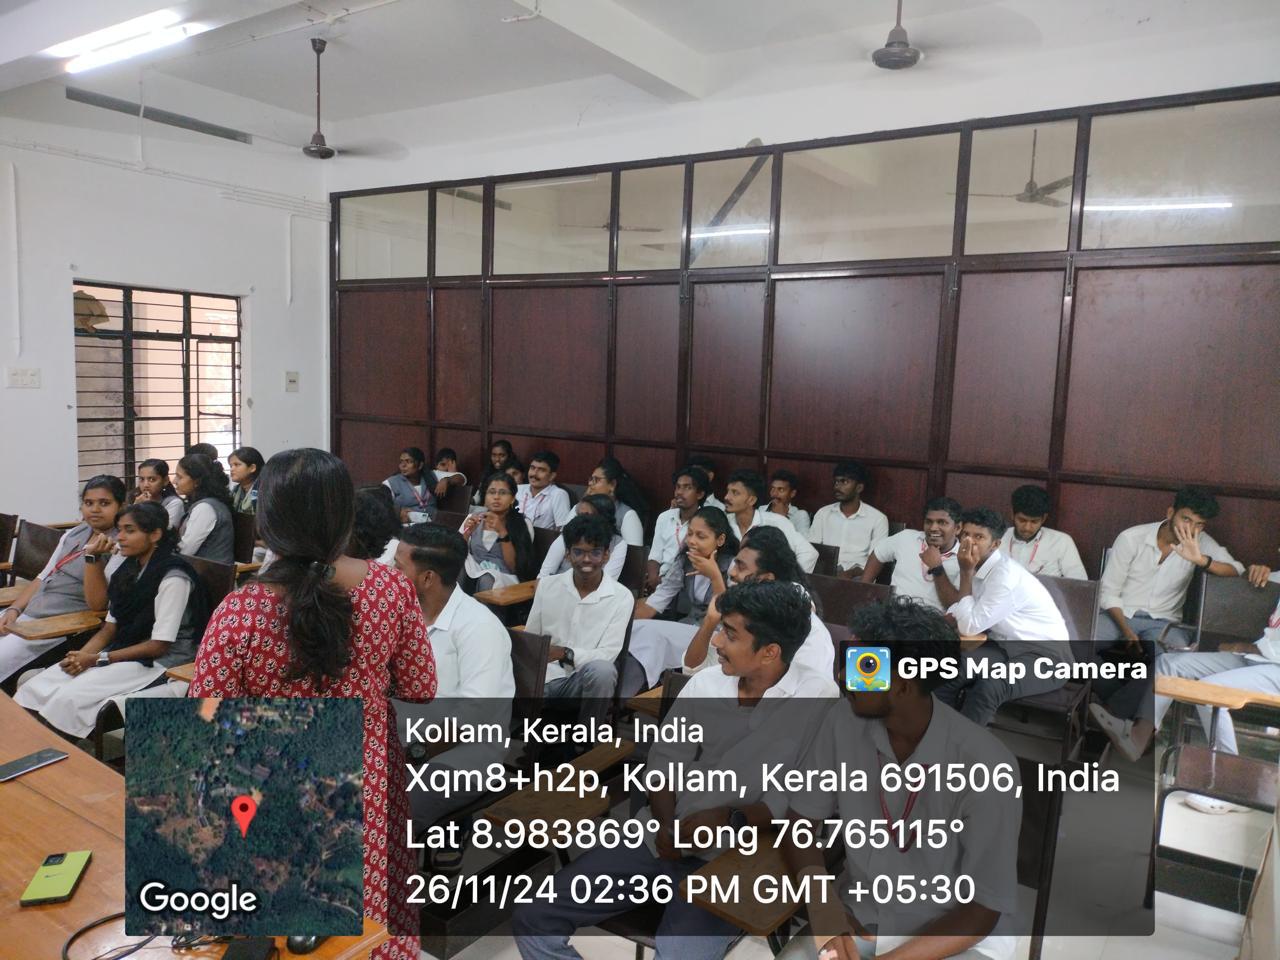 GPS Map Camera
Kollam, Kerala, India
Xqm8+h2p, Kollam, Kerala 691506, India
Lat 8.983869° Long 76.765115°
26/11/24 02:36 PM GMT +05:30
Google